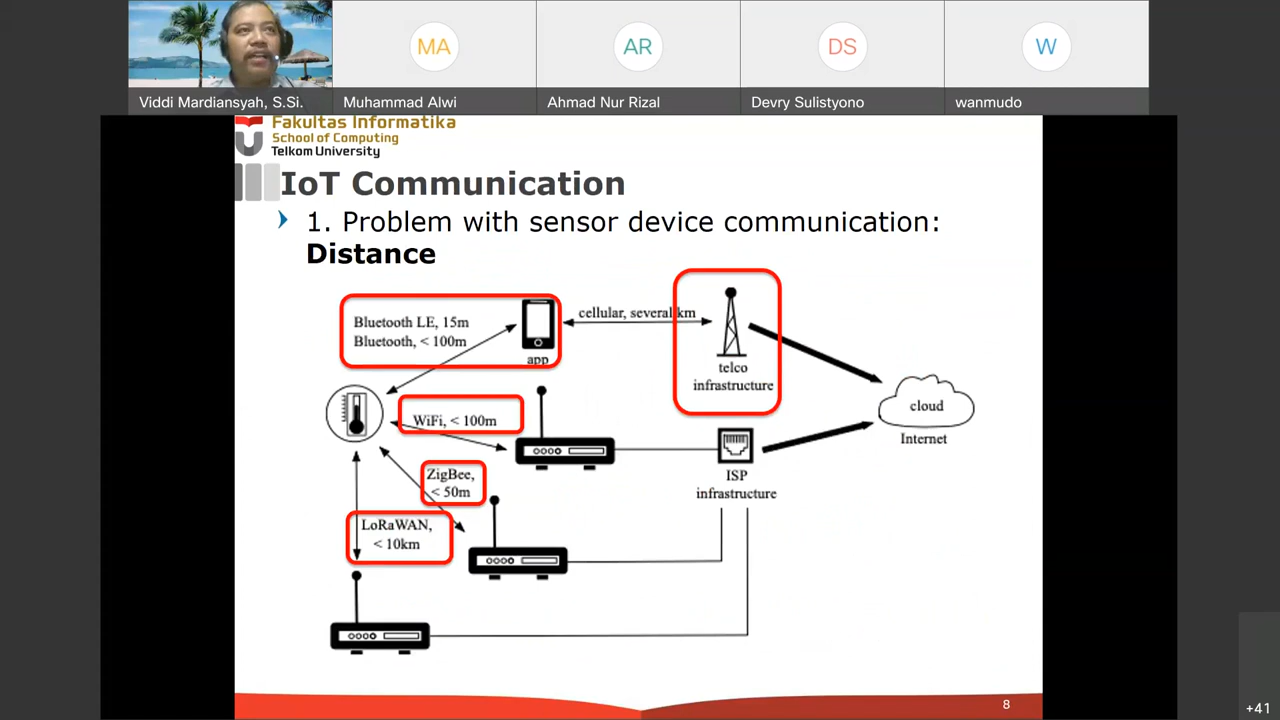 MA
AR
DS
W
Viddi Mardiansyah, S.Si.
Muhammad Alwi
Ahmad Nur Rizal
Devry Sulistyono
wanmudo
Fakultas Informatika
School of Computing
Telkom University
IoT Communication
1. Problem with sensor device communication:
Distance
Bluetooth LE, 15m
Bluetooth, < 100m
app
cellular, several km
telco
infrastructure
cloud
Internet
WiFi, < 100m
ZigBee,
< 50m
ISP
infrastructure
LoRaWAN,
< 10km
8
+41